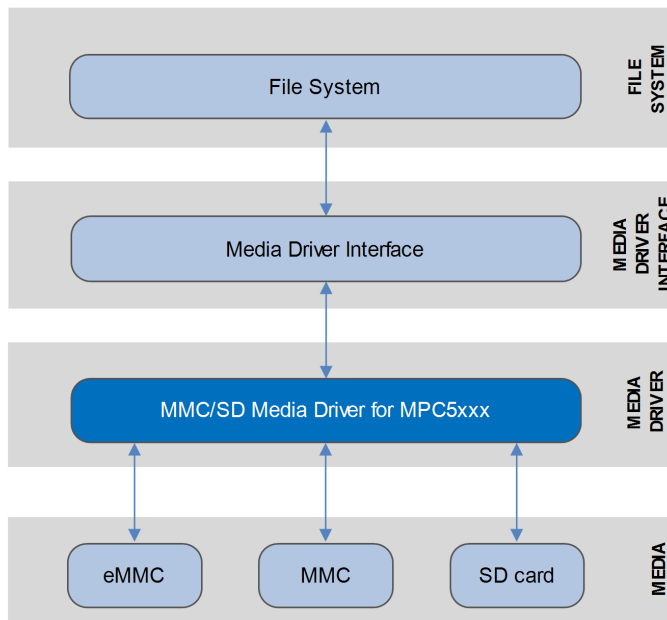 File System
FILE
SYSTEM
Media Driver Interface
MEDIA
DRIVER
INTERFACE
MMC/SD Media Driver for MPC5xxx
MEDIA
DRIVER
eMMC
MMC
SD card
MEDIA